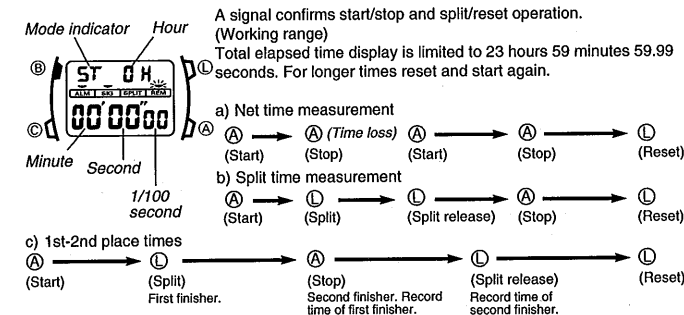 A signal confirms start/stop and split/reset operation.
(Working range)
Total elapsed time display is limited to 23 hours 59 minutes 59.99
seconds. For longer times reset and start again.
Mode indicator Hour
B L
ST 0 H
ALM SIG SPLIT REM
00'00"00
C A
Minute Second
1/100
second
a) Net time measurement
A A (Time loss) A A L
(Start) (Stop) (Start) (Stop) (Reset)
b) Split time measurement
A L L A L
(Start) (Split) (Split release) (Stop) (Reset)
c) 1st-2nd place times
A L A L L
(Start) (Split) (Stop) (Split release) (Reset)
First finisher. Second finisher. Record Record time of
time of first finisher. second finisher.